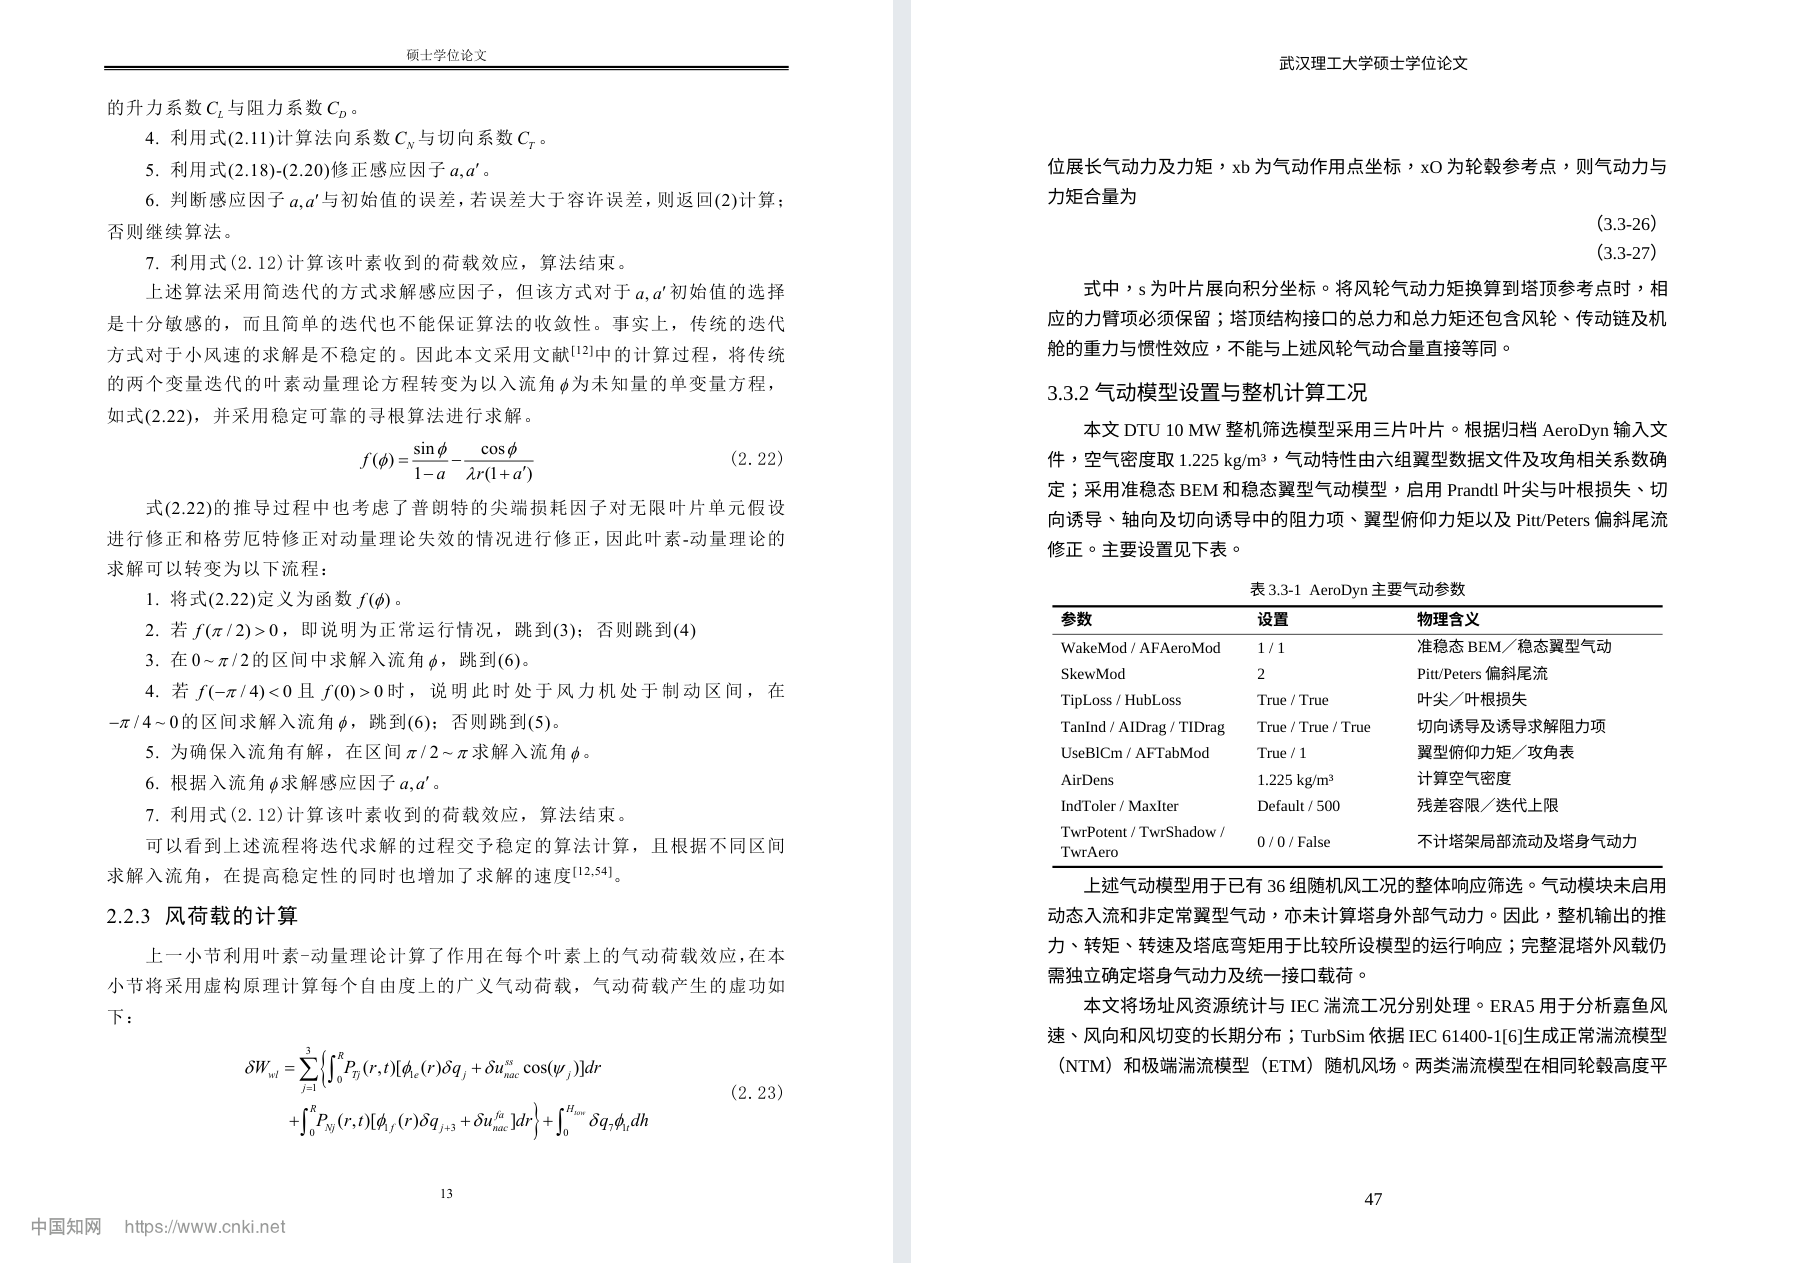 硕士学位论文
的升力系数 C_L 与阻力系数 C_D 。
4. 利用式(2.11)计算法向系数 C_N 与切向系数 C_T 。
5. 利用式(2.18)-(2.20)修正感应因子 a,a′ 。
6. 判断感应因子 a,a′ 与初始值的误差，若误差大于容许误差，则返回(2)计算；
否则继续算法。
7. 利用式(2.12)计算该叶素收到的荷载效应，算法结束。
上述算法采用简迭代的方式求解感应因子，但该方式对于 a,a′ 初始值的选择
是十分敏感的，而且简单的迭代也不能保证算法的收敛性。事实上，传统的迭代
方式对于小风速的求解是不稳定的。因此本文采用文献[12]中的计算过程，将传统
的两个变量迭代的叶素动量理论方程转变为以入流角 ϕ 为未知量的单变量方程，
如式(2.22)，并采用稳定可靠的寻根算法进行求解。
f(ϕ) = sinϕ/(1−a) − cosϕ/(λr(1+a′)) (2.22)
式(2.22)的推导过程中也考虑了普朗特的尖端损耗因子对无限叶片单元假设
进行修正和格劳厄特修正对动量理论失效的情况进行修正，因此叶素-动量理论的
求解可以转变为以下流程：
1. 将式(2.22)定义为函数 f(ϕ) 。
2. 若 f(π/2)>0，即说明为正常运行情况，跳到(3)；否则跳到(4)
3. 在 0~π/2 的区间中求解入流角 ϕ，跳到(6)。
4. 若 f(−π/4)<0 且 f(0)>0 时，说明此时处于风力机处于制动区间，在
−π/4~0 的区间求解入流角 ϕ，跳到(6)；否则跳到(5)。
5. 为确保入流角有解，在区间 π/2~π 求解入流角 ϕ。
6. 根据入流角 ϕ 求解感应因子 a,a′ 。
7. 利用式(2.12)计算该叶素收到的荷载效应，算法结束。
可以看到上述流程将迭代求解的过程交予稳定的算法计算，且根据不同区间
求解入流角，在提高稳定性的同时也增加了求解的速度[12,54]。
2.2.3 风荷载的计算
上一小节利用叶素-动量理论计算了作用在每个叶素上的气动荷载效应，在本
小节将采用虚构原理计算每个自由度上的广义气动荷载，气动荷载产生的虚功如
下：
δW_wl = ∑_{j=1}^{3} {∫_0^R P_Tj(r,t)[ϕ_1e(r)δq_j + δu_nac^ss cos(ψ_j)]dr
+∫_0^R P_Nj(r,t)[ϕ_1f(r)δq_{j+3} + δu_nac^fa]dr} + ∫_0^{H_tow} δq_7ϕ_1t dh (2.23)
13
中国知网 https://www.cnki.net
武汉理工大学硕士学位论文
位展长气动力及力矩，xb 为气动作用点坐标，xO 为轮毂参考点，则气动力与
力矩合量为
（3.3-26）
（3.3-27）
式中，s 为叶片展向积分坐标。将风轮气动力矩换算到塔顶参考点时，相
应的力臂项必须保留；塔顶结构接口的总力和总力矩还包含风轮、传动链及机
舱的重力与惯性效应，不能与上述风轮气动合量直接等同。
3.3.2 气动模型设置与整机计算工况
本文 DTU 10 MW 整机筛选模型采用三片叶片。根据归档 AeroDyn 输入文
件，空气密度取 1.225 kg/m³，气动特性由六组翼型数据文件及攻角相关系数确
定；采用准稳态 BEM 和稳态翼型气动模型，启用 Prandtl 叶尖与叶根损失、切
向诱导、轴向及切向诱导中的阻力项、翼型俯仰力矩以及 Pitt/Peters 偏斜尾流
修正。主要设置见下表。
表 3.3-1 AeroDyn 主要气动参数
参数 设置 物理含义
WakeMod / AFAeroMod 1 / 1 准稳态 BEM／稳态翼型气动
SkewMod 2 Pitt/Peters 偏斜尾流
TipLoss / HubLoss True / True 叶尖／叶根损失
TanInd / AIDrag / TIDrag True / True / True 切向诱导及诱导求解阻力项
UseBlCm / AFTabMod True / 1 翼型俯仰力矩／攻角表
AirDens 1.225 kg/m³ 计算空气密度
IndToler / MaxIter Default / 500 残差容限／迭代上限
TwrPotent / TwrShadow /
TwrAero 0 / 0 / False 不计塔架局部流动及塔身气动力
上述气动模型用于已有 36 组随机风工况的整体响应筛选。气动模块未启用
动态入流和非定常翼型气动，亦未计算塔身外部气动力。因此，整机输出的推
力、转矩、转速及塔底弯矩用于比较所设模型的运行响应；完整混塔外风载仍
需独立确定塔身气动力及统一接口载荷。
本文将场址风资源统计与 IEC 湍流工况分别处理。ERA5 用于分析嘉鱼风
速、风向和风切变的长期分布；TurbSim 依据 IEC 61400-1[6]生成正常湍流模型
（NTM）和极端湍流模型（ETM）随机风场。两类湍流模型在相同轮毂高度平
47